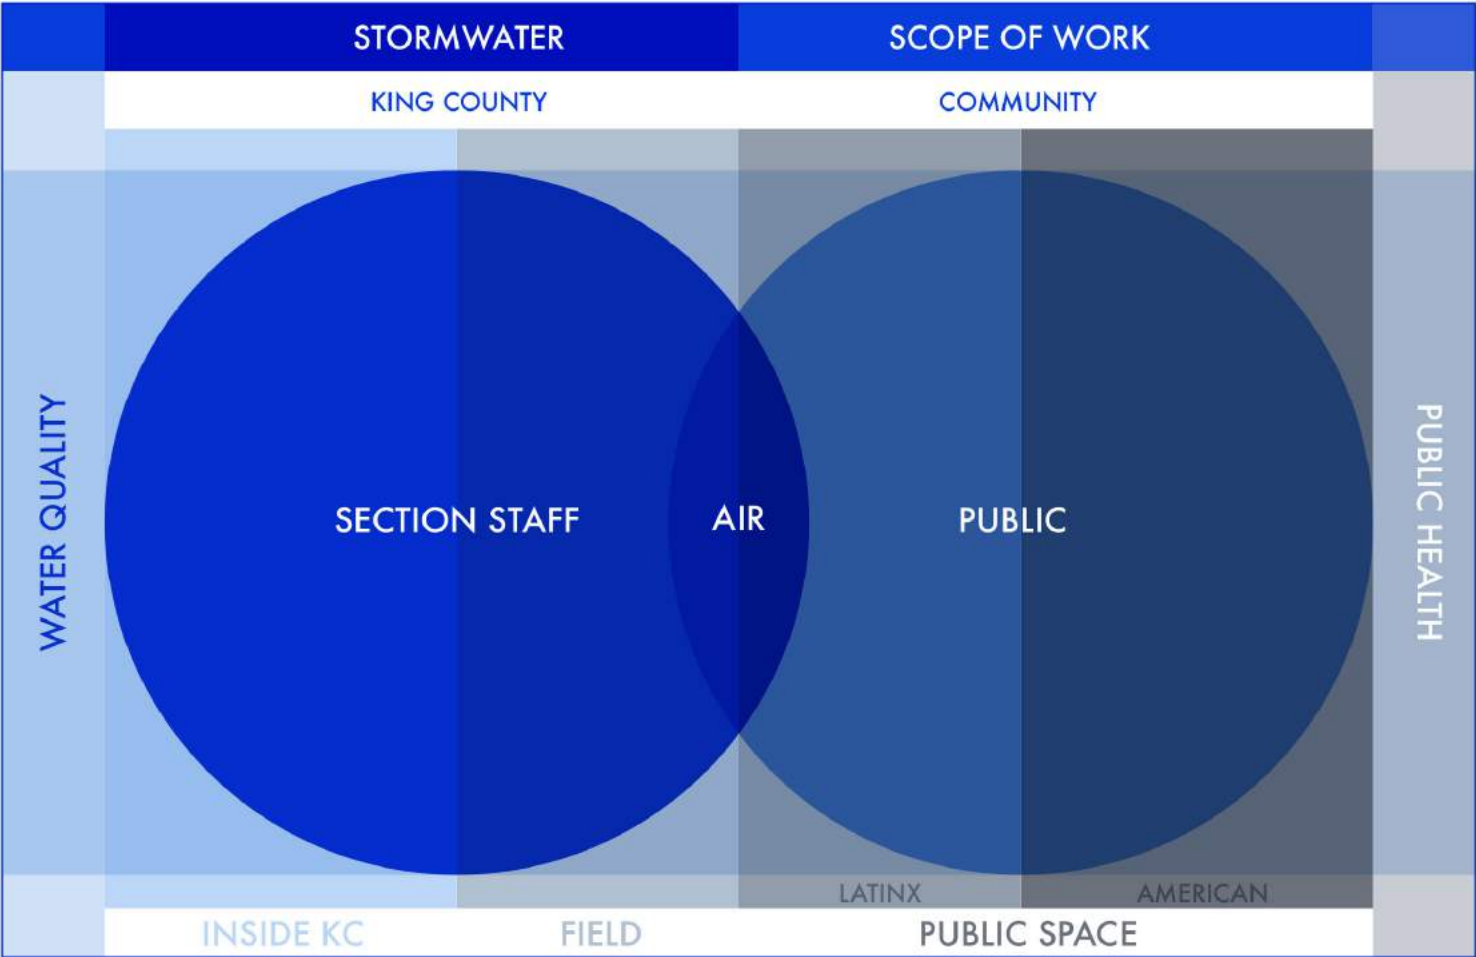 STORMWATER
SCOPE OF WORK
KING COUNTY
COMMUNITY
WATER QUALITY
SECTION STAFF
AIR
PUBLIC
PUBLIC HEALTH
LATINX
AMERICAN
INSIDE KC
FIELD
PUBLIC SPACE